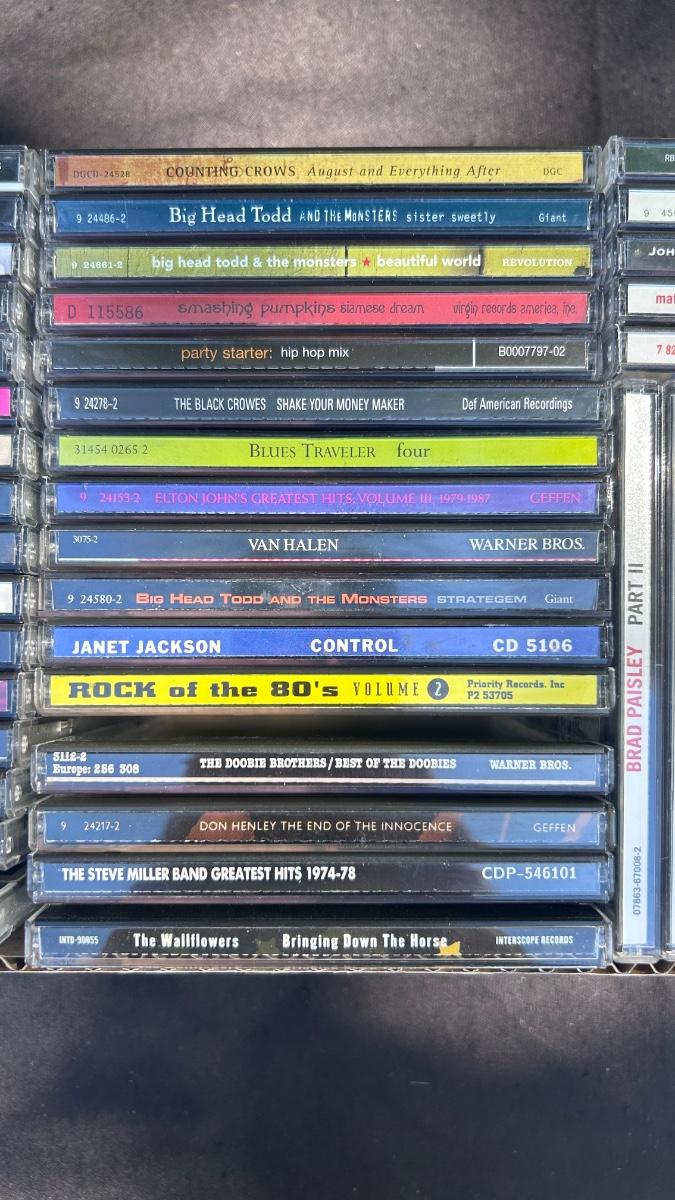 DGCD-24528 COUNTING CROWS August and Everything After DGC
9 24486-2 Big Head Todd AND THE MONSTERS sister sweetly Giant
9 24661-2 big head todd & the monsters ★ beautiful world REVOLUTION
D 115586 smashing pumpkins siamese dream virgin records america, inc.
party starter: hip hop mix B0007797-02
9 24278-2 THE BLACK CROWES SHAKE YOUR MONEY MAKER Def American Recordings
31454 0265 2 BLUES TRAVELER four
9 24153-2 ELTON JOHN'S GREATEST HITS, VOLUME III, 1979-1987 GEFFEN
3075-2 VAN HALEN WARNER BROS.
9 24580-2 BIG HEAD TODD AND THE MONSTERS STRATEGEM Giant
JANET JACKSON CONTROL CD 5106
ROCK of the 80's VOLUME 2 Priority Records. Inc
P2 53705
3112-2
Europe: 256 308 THE DOOBIE BROTHERS/BEST OF THE DOOBIES WARNER BROS.
9 24217-2 DON HENLEY THE END OF THE INNOCENCE GEFFEN
THE STEVE MILLER BAND GREATEST HITS 1974-78 CDP-546101
INTD-90055 The Wallflowers Bringing Down The Horse INTERSCOPE RECORDS
07863-67008-2 BRAD PAISLEY PART II
RB
9 45
JOH
mat
7 82